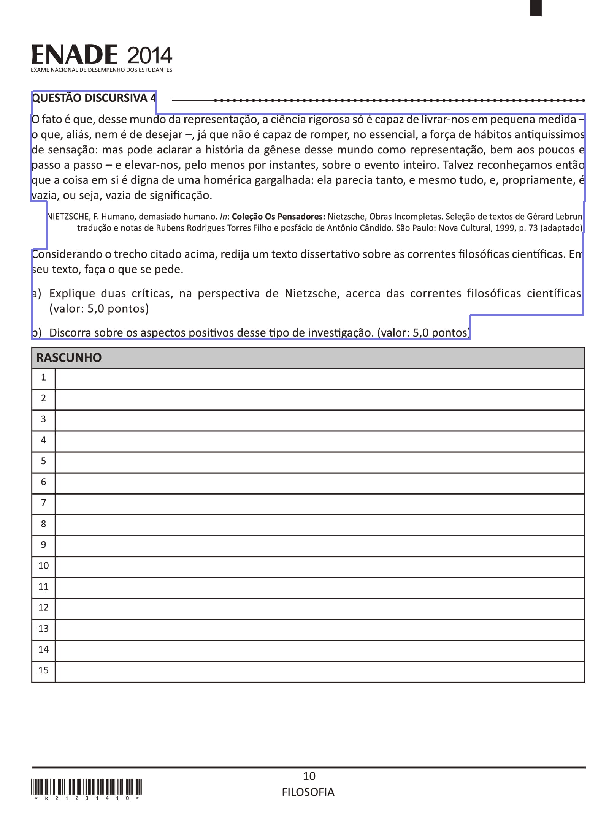 ENADE 2014
EXAME NACIONAL DE DESEMPENHO DOS ESTUDANTES
QUESTÃO DISCURSIVA 4
O fato é que, desse mundo da representação, a ciência rigorosa só é capaz de livrar-nos em pequena medida –
o que, aliás, nem é de desejar –, já que não é capaz de romper, no essencial, a força de hábitos antiquíssimos
de sensação: mas pode aclarar a história da gênese desse mundo como representação, bem aos poucos e
passo a passo – e elevar-nos, pelo menos por instantes, sobre o evento inteiro. Talvez reconheçamos então
que a coisa em si é digna de uma homérica gargalhada: ela parecia tanto, e mesmo tudo, e, propriamente, é
vazia, ou seja, vazia de significação.
NIETZSCHE, F. Humano, demasiado humano. In: Coleção Os Pensadores: Nietzsche, Obras Incompletas. Seleção de textos de Gérard Lebrun
tradução e notas de Rubens Rodrigues Torres Filho e posfácio de Antônio Cândido. São Paulo: Nova Cultural, 1999, p. 73 (adaptado)
Considerando o trecho citado acima, redija um texto dissertativo sobre as correntes filosóficas científicas. Em
seu texto, faça o que se pede.
a) Explique duas críticas, na perspectiva de Nietzsche, acerca das correntes filosóficas científicas
(valor: 5,0 pontos)
b) Discorra sobre os aspectos positivos desse tipo de investigação. (valor: 5,0 pontos)
RASCUNHO
1
2
3
4
5
6
7
8
9
10
11
12
13
14
15
10
FILOSOFIA